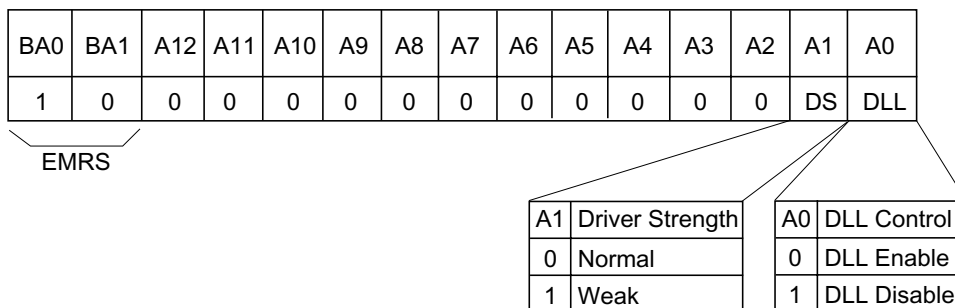 BA0 BA1 A12 A11 A10 A9 A8 A7 A6 A5 A4 A3 A2 A1 A0
1 0 0 0 0 0 0 0 0 0 0 0 0 DS DLL
EMRS
A1 Driver Strength
0 Normal
1 Weak
A0 DLL Control
0 DLL Enable
1 DLL Disable